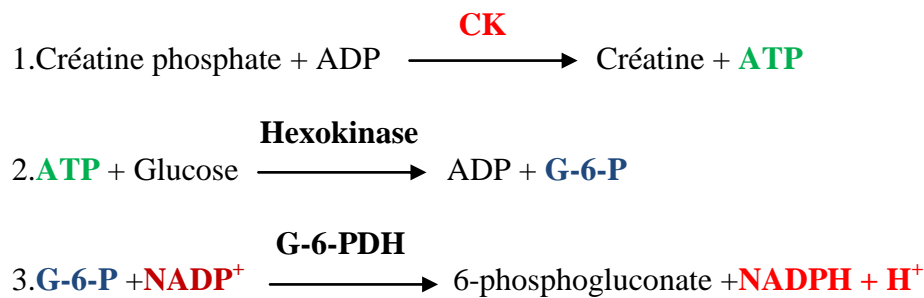 CK
1.Créatine phosphate + ADP → Créatine + ATP
Hexokinase
2.ATP + Glucose → ADP + G-6-P
G-6-PDH
3.G-6-P +NADP⁺ → 6-phosphogluconate +NADPH + H⁺